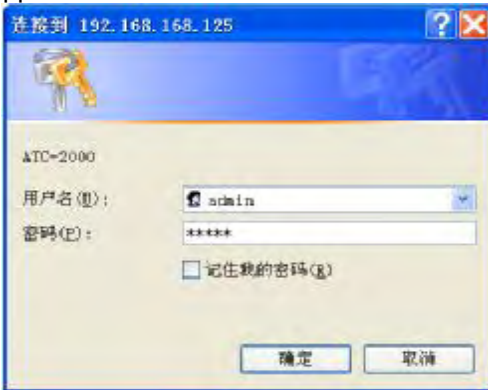 连接到 192.168.168.125
ATC-2000
用户名(U):
admin
密码(P):
*****
记住我的密码(R)
确定
取消